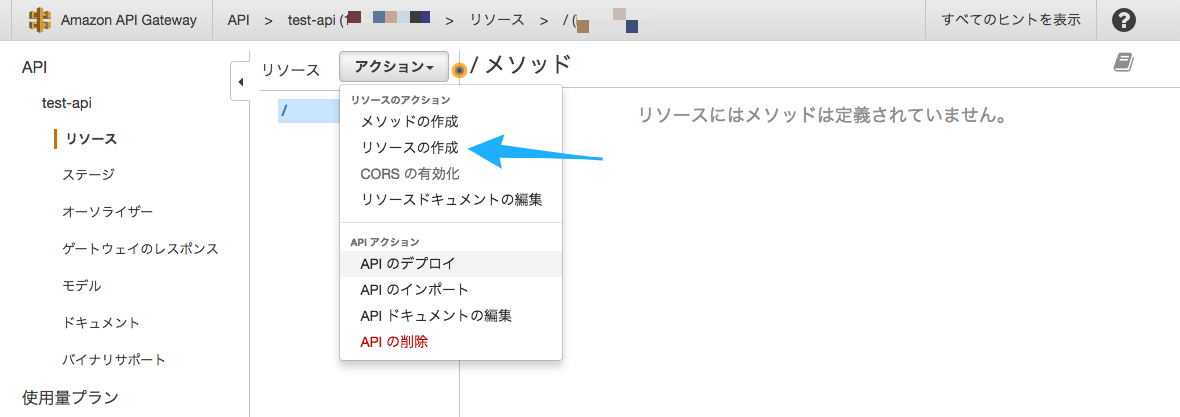 Amazon API Gateway
API > test-api (1 > リソース > / (
すべてのヒントを表示
?
API
test-api
リソース
ステージ
オーソライザー
ゲートウェイのレスポンス
モデル
ドキュメント
バイナリサポート
使用量プラン
リソース
アクション
/
リソースのアクション
メソッドの作成
リソースの作成
CORS の有効化
リソースドキュメントの編集
API アクション
API のデプロイ
API のインポート
API ドキュメントの編集
API の削除
/ メソッド
リソースにはメソッドは定義されていません。